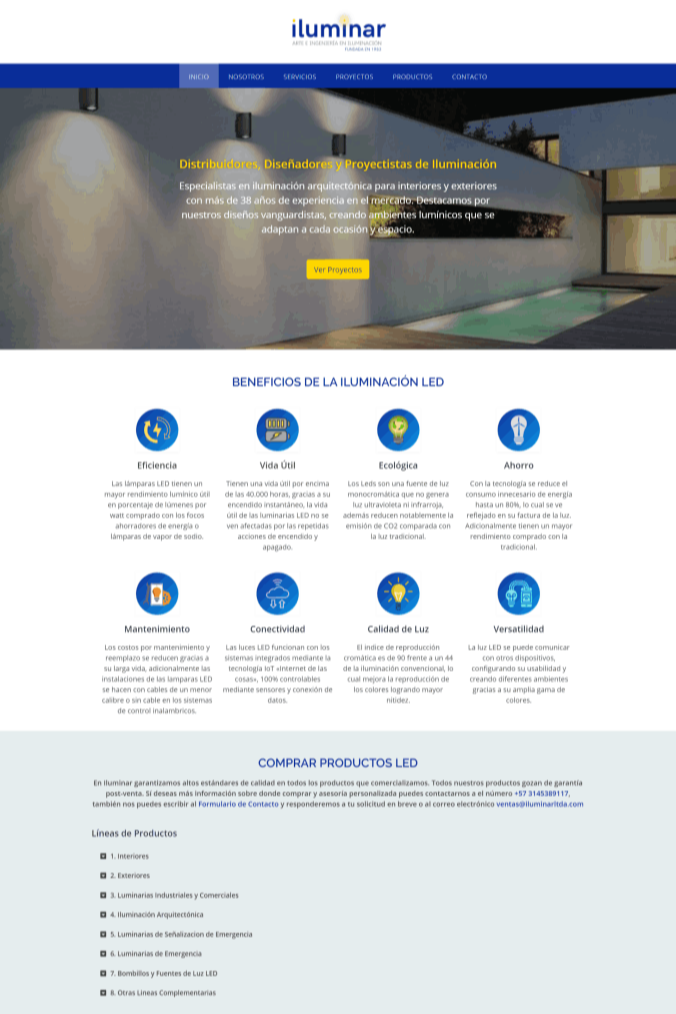 iluminar
ARTE E INGENIERÍA EN ILUMINACIÓN
FUNDADA EN 1983
INICIO
NOSOTROS
SERVICIOS
PROYECTOS
PRODUCTOS
CONTACTO
Distribuidores, Diseñadores y Proyectistas de Iluminación
Especialistas en iluminación arquitectónica para interiores y exteriores
con más de 38 años de experiencia en el mercado. Destacamos por
nuestros diseños vanguardistas, creando ambientes lumínicos que se
adaptan a cada ocasión y espacio.
Ver Proyectos
BENEFICIOS DE LA ILUMINACIÓN LED
Eficiencia
Las lámparas LED tienen un
mayor rendimiento lumínico útil
en porcentaje de lúmenes por
watt comprado con los focos
ahorradores de energía o
lámparas de vapor de sodio.
Vida Útil
Tienen una vida útil por encima
de las 40.000 horas, gracias a su
encendido instantáneo, la vida
útil de las luminarias LED no se
ven afectadas por las repetidas
acciones de encendido y
apagado.
Ecológica
Los Leds son una fuente de luz
monocromática que no genera
luz ultravioleta ni infrarroja,
además reducen notablemente la
emisión de CO2 comparada con
la luz tradicional.
Ahorro
Con la tecnología se reduce el
consumo innecesario de energía
hasta un 80%, lo cual se ve
reflejado en su factura de la luz.
Adicionalmente tienen un mayor
rendimiento comprado con la
tradicional.
Mantenimiento
Los costos por mantenimiento y
reemplazo se reducen gracias a
su larga vida, adicionalmente las
instalaciones de las lamparas LED
se hacen con cables de un menor
calibre o sin cable en los sistemas
de control inalambricos.
Conectividad
Las luces LED funcionan con los
sistemas integrados mediante la
tecnología IoT «Internet de las
cosas», 100% controlables
mediante sensores y conexión de
datos.
Calidad de Luz
El índice de reproducción
cromática es de 90 frente a un 44
de la iluminación convencional, lo
cual mejora la reproducción de
los colores logrando mayor
nitidez.
Versatilidad
La luz LED se puede comunicar
con otros dispositivos,
configurando su usabilidad y
creando diferentes ambientes
gracias a su amplia gama de
colores.
COMPRAR PRODUCTOS LED
En Iluminar garantizamos altos estándares de calidad en todos los productos que comercializamos. Todos nuestros productos gozan de garantía
post-venta. Si deseas más información sobre donde comprar y asesoría personalizada puedes contactarnos a el número +57 3145389117,
también nos puedes escribir al Formulario de Contacto y responderemos a tu solicitud en breve o al correo electrónico ventas@iluminarltda.com
Líneas de Productos
1. Interiores
2. Exteriores
3. Luminarias Industriales y Comerciales
4. Iluminación Arquitectónica
5. Luminarias de Señalizacion de Emergencia
6. Luminarias de Emergencia
7. Bombillos y Fuentes de Luz LED
8. Otras Lineas Complementarias